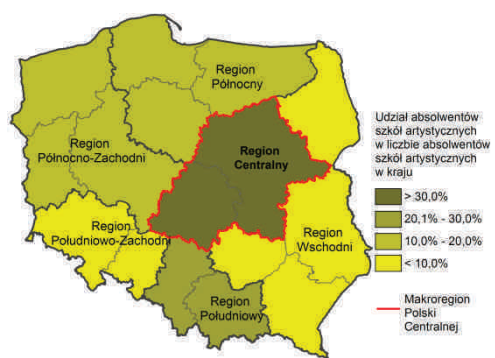 Region
Północny
Region
Północno-Zachodni
Region
Centralny
Region
Południowo-Zachodni
Region
Wschodni
Region
Południowy
Udział absolwentów
szkół artystycznych
w liczbie absolwentów
szkół artystycznych
w kraju
> 30,0%
20,1% - 30,0%
10,0% - 20,0%
< 10,0%
Makroregion
Polski
Centralnej